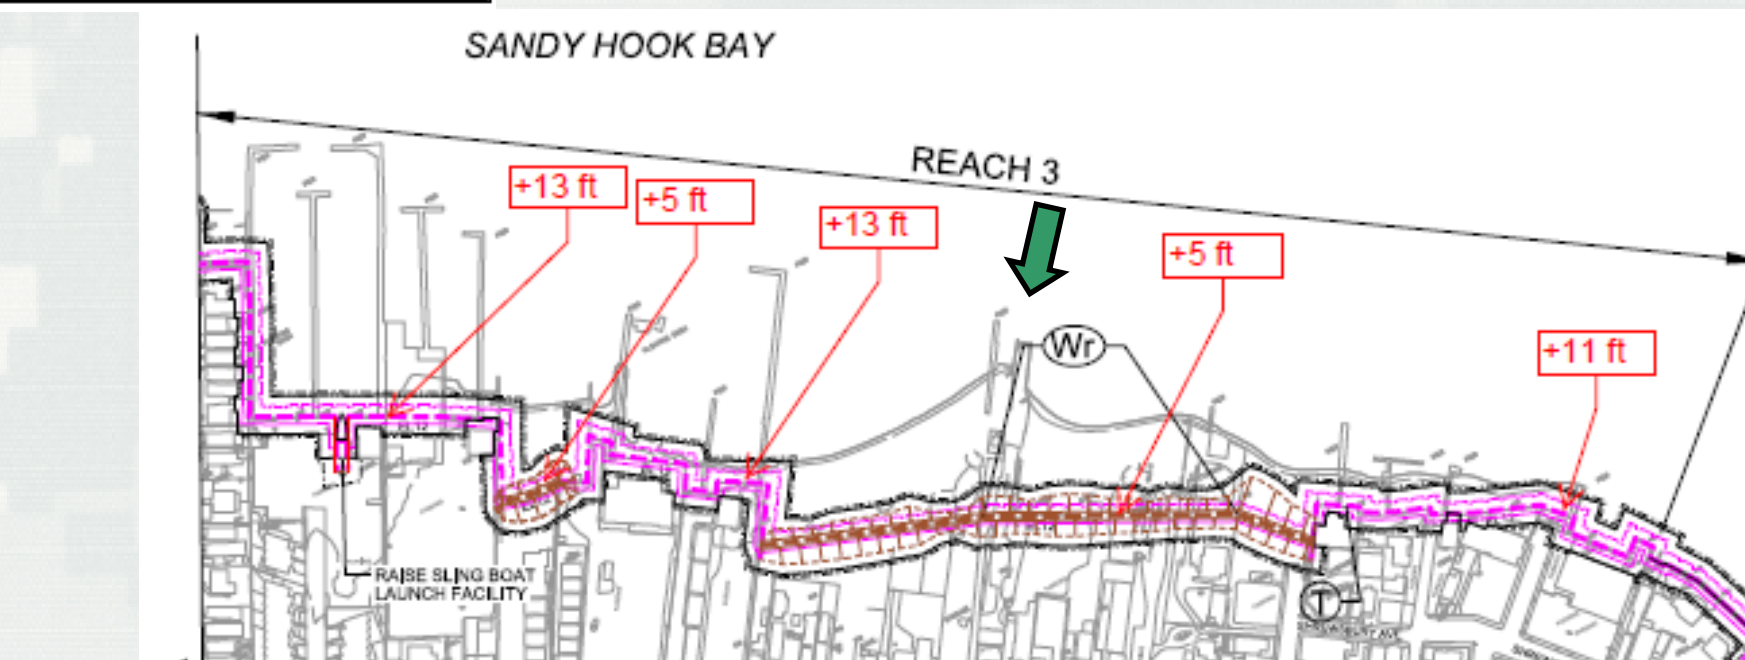 SANDY HOOK BAY
REACH 3
+13 ft
+5 ft
+13 ft
+5 ft
+11 ft
Wr
RAISE SLING BOAT
LAUNCH FACILITY
T